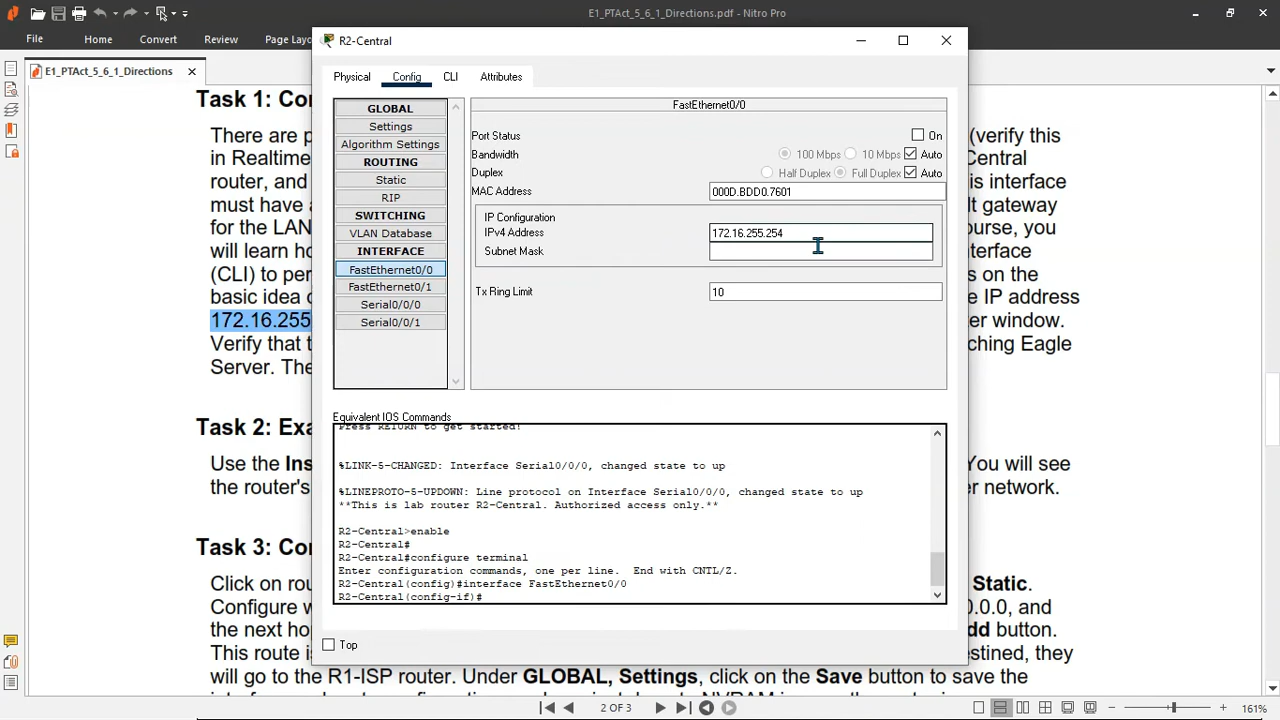 E1_PTAct_5_6_1_Directions.pdf - Nitro Pro
File Home Convert Review Page Layo
E1_PTAct_5_6_1_Directions
R2-Central
Physical Config CLI Attributes
GLOBAL
Settings
Algorithm Settings
ROUTING
Static
RIP
SWITCHING
VLAN Database
INTERFACE
FastEthernet0/0
FastEthernet0/1
Serial0/0/0
Serial0/0/1
FastEthernet0/0
Port Status On
Bandwidth 100 Mbps 10 Mbps Auto
Duplex Half Duplex Full Duplex Auto
MAC Address 000D.BDD0.7601
IP Configuration
IPv4 Address 172.16.255.254
Subnet Mask
Tx Ring Limit 10
Equivalent IOS Commands
Press RETURN to get started!
%LINK-5-CHANGED: Interface Serial0/0/0, changed state to up
%LINEPROTO-5-UPDOWN: Line protocol on Interface Serial0/0/0, changed state to up
**This is lab router R2-Central. Authorized access only.**
R2-Central>enable
R2-Central#
R2-Central#configure terminal
Enter configuration commands, one per line. End with CNTL/Z.
R2-Central(config)#interface FastEthernet0/0
R2-Central(config-if)#
Top
Task 1: Co
There are p (verify this
in Realtime Central
router, and is interface
must have a lt gateway
for the LAN urse, you
will learn ho terface
(CLI) to per s on the
basic idea o e IP address
172.16.255 er window.
Verify that t ching Eagle
Server. The
Task 2: Exa
Use the Ins You will see
the router's er network.
Task 3: Con
Click on rou Static.
Configure w 0.0.0, and
the next hop dd button.
This route is estined, they
will go to the R1-ISP router. Under GLOBAL, Settings, click on the Save button to save the
2 OF 3
161%